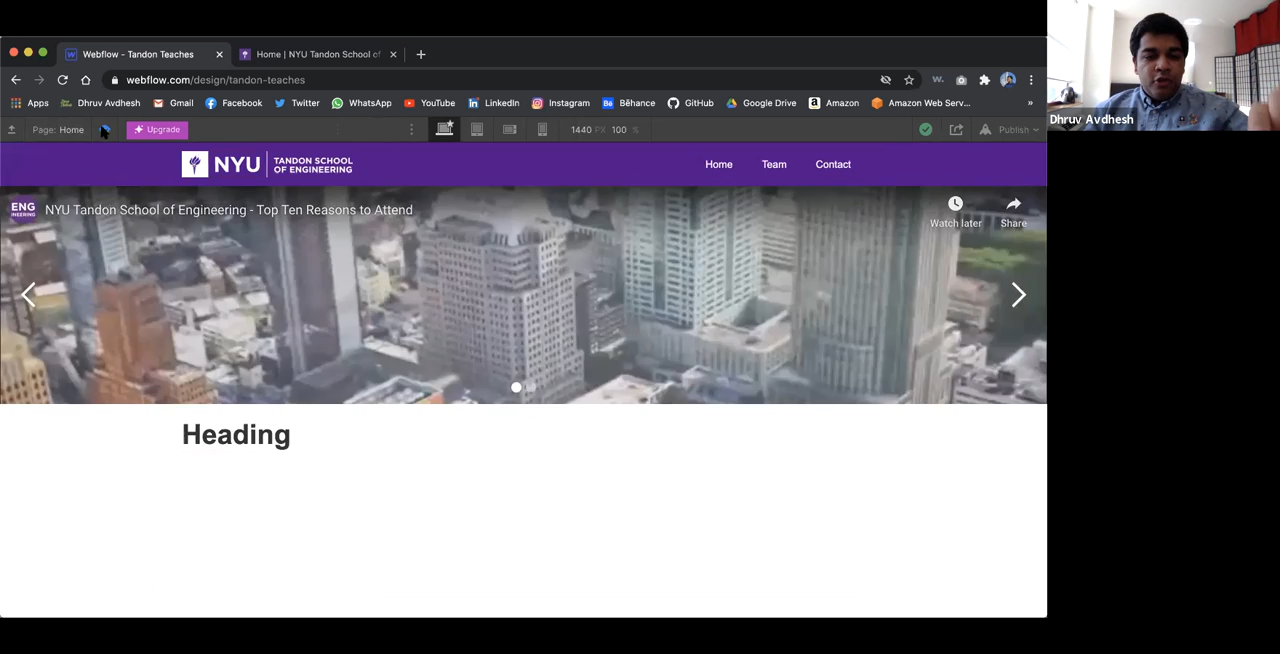 Webflow - Tandon Teaches
Home | NYU Tandon School of
webflow.com/design/tandon-teaches
Apps Dhruv Avdhesh Gmail Facebook Twitter WhatsApp YouTube LinkedIn Instagram Bēhance GitHub Google Drive Amazon Amazon Web Serv...
Page: Home Upgrade 1440 PX 100 % Publish
NYU TANDON SCHOOL
OF ENGINEERING
Home Team Contact
ENG
INEERING
NYU Tandon School of Engineering - Top Ten Reasons to Attend
Watch later Share
Heading
Dhruv Avdhesh